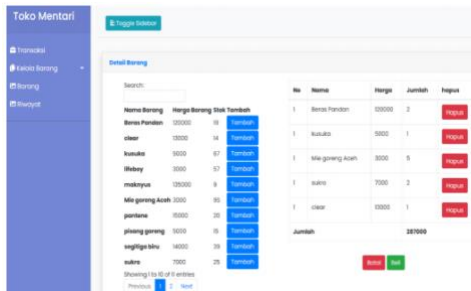 Toko Mentari
Toggle Sidebar
Transaksi
Kelola Barang
Barang
Riwayat
Detail Barang
Search:
Nama Barang Harga Barang Stok Tambah
Beras Pandan 120000 16 Tambah
clear 13000 14 Tambah
kusuka 5000 67 Tambah
lifeboy 3000 57 Tambah
maknyus 135000 9 Tambah
Mie goreng Aceh 3000 95 Tambah
pantene 15000 26 Tambah
pisang goreng 5000 16 Tambah
segitiga biru 14000 39 Tambah
sukro 7000 25 Tambah
Showing 1 to 10 of 11 entries
Previous 1 2 Next
No Nama Harga Jumlah hapus
1 Beras Pandan 120000 2 Hapus
1 kusuka 5000 1 Hapus
1 Mie goreng Aceh 3000 5 Hapus
1 sukro 7000 2 Hapus
1 clear 13000 1 Hapus
Jumlah 287000
Batal Beli